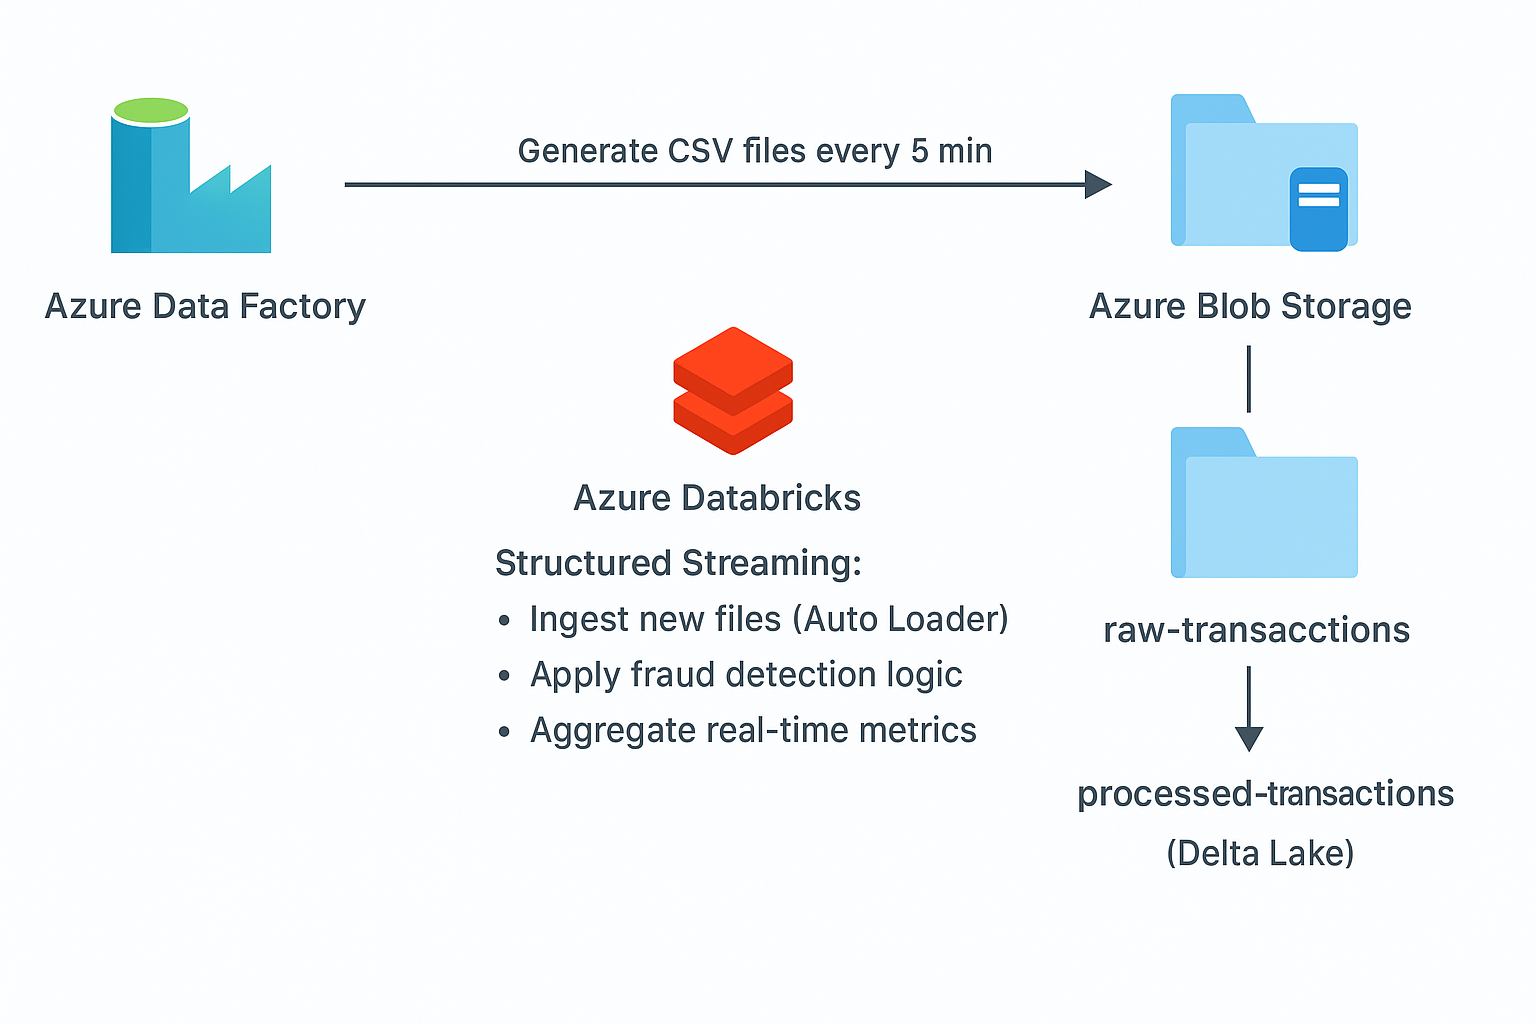 Generate CSV files every 5 min
Azure Data Factory
Azure Blob Storage
Azure Databricks
Structured Streaming:
• Ingest new files (Auto Loader)
• Apply fraud detection logic
• Aggregate real-time metrics
raw-transacctions
processed-transactions
(Delta Lake)